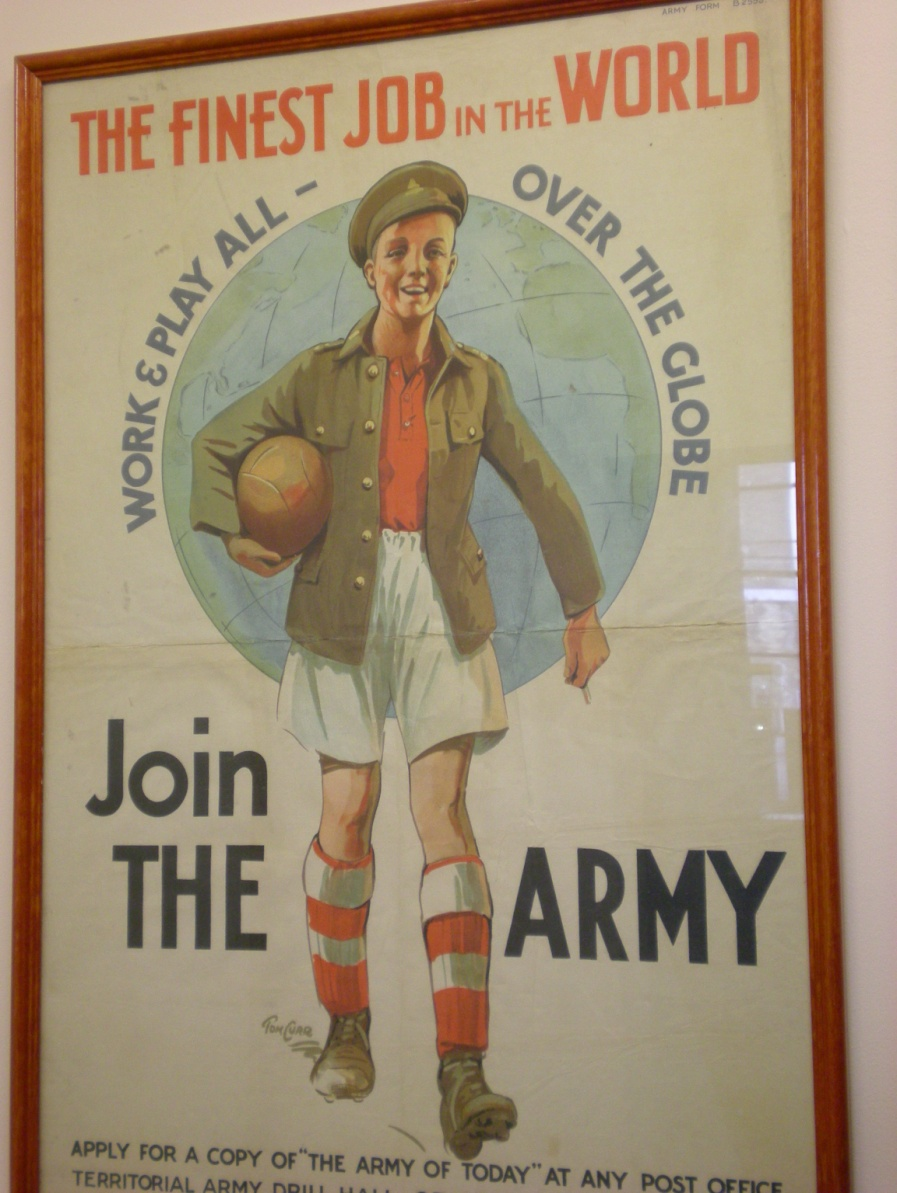 ARMY FORM B2595
THE FINEST JOB IN THE WORLD
WORK & PLAY ALL - OVER THE GLOBE
Join
THE ARMY
TOM CURR
APPLY FOR A COPY OF "THE ARMY OF TODAY" AT ANY POST OFFICE
TERRITORIAL ARMY DRILL HALL